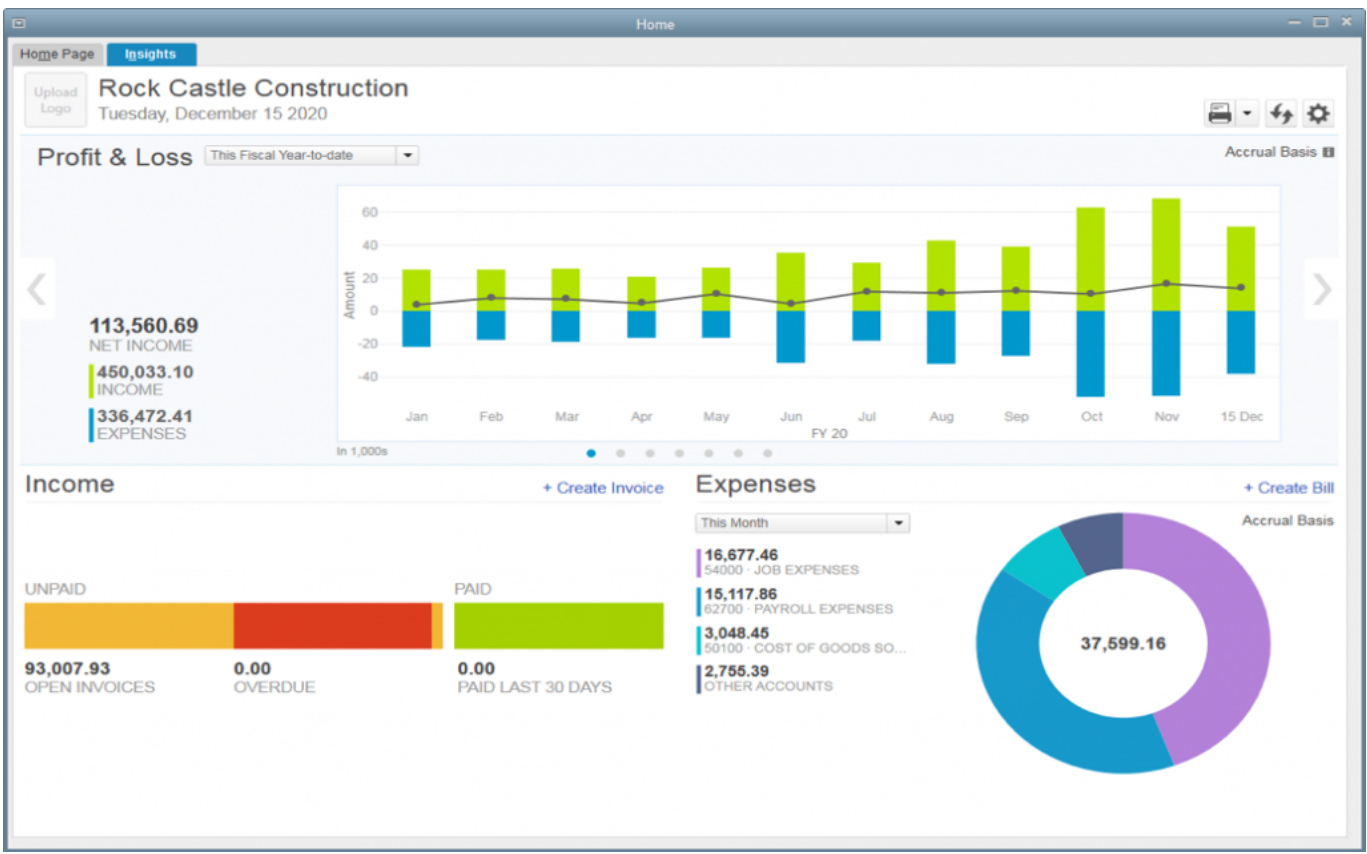 Home
Home Page
Insights
Upload
Logo
Rock Castle Construction
Tuesday, December 15 2020
Profit & Loss
This Fiscal Year-to-date
Accrual Basis
113,560.69
NET INCOME
450,033.10
INCOME
336,472.41
EXPENSES
Amount
60
40
20
0
-20
-40
Jan Feb Mar Apr May Jun Jul Aug Sep Oct Nov 15 Dec
FY 20
In 1,000s
Income
+ Create Invoice
UNPAID
PAID
93,007.93
OPEN INVOICES
0.00
OVERDUE
0.00
PAID LAST 30 DAYS
Expenses
+ Create Bill
This Month
Accrual Basis
16,677.46
54000 · JOB EXPENSES
15,117.86
62700 · PAYROLL EXPENSES
3,048.45
50100 · COST OF GOODS SO...
2,755.39
OTHER ACCOUNTS
37,599.16